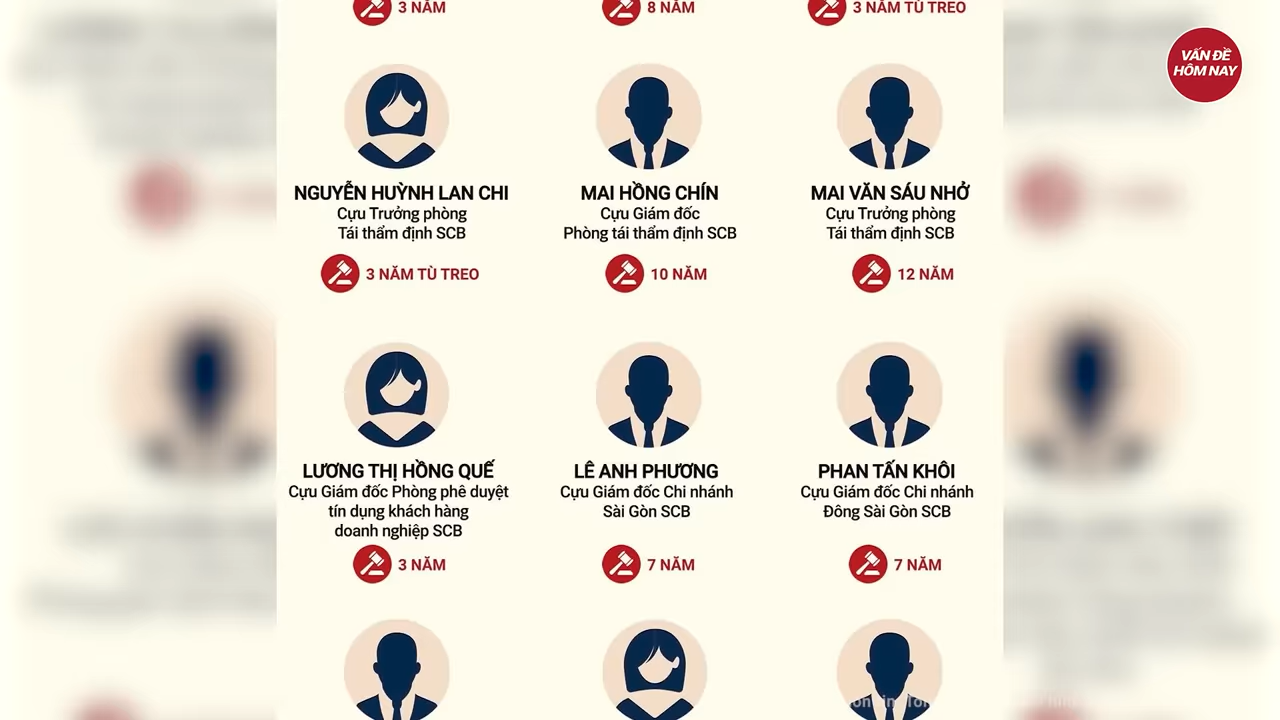 3 NĂM
8 NĂM
3 NĂM TÙ TREO
VẤN ĐỀ
HÔM NAY
NGUYỄN HUỲNH LAN CHI
Cựu Trưởng phòng
Tái thẩm định SCB
3 NĂM TÙ TREO
MAI HỒNG CHÍN
Cựu Giám đốc
Phòng tái thẩm định SCB
10 NĂM
MAI VĂN SÁU NHỞ
Cựu Trưởng phòng
Tái thẩm định SCB
12 NĂM
LƯƠNG THỊ HỒNG QUẾ
Cựu Giám đốc Phòng phê duyệt
tín dụng khách hàng
doanh nghiệp SCB
3 NĂM
LÊ ANH PHƯƠNG
Cựu Giám đốc Chi nhánh
Sài Gòn SCB
7 NĂM
PHAN TẤN KHÔI
Cựu Giám đốc Chi nhánh
Đông Sài Gòn SCB
7 NĂM